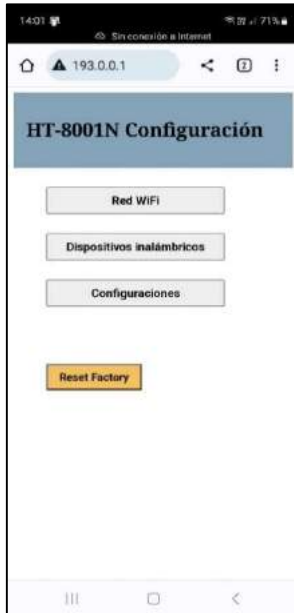 14:01 71%
Sin conexión a Internet
193.0.0.1 2
HT-8001N Configuración
Red WiFi
Dispositivos inalámbricos
Configuraciones
Reset Factory